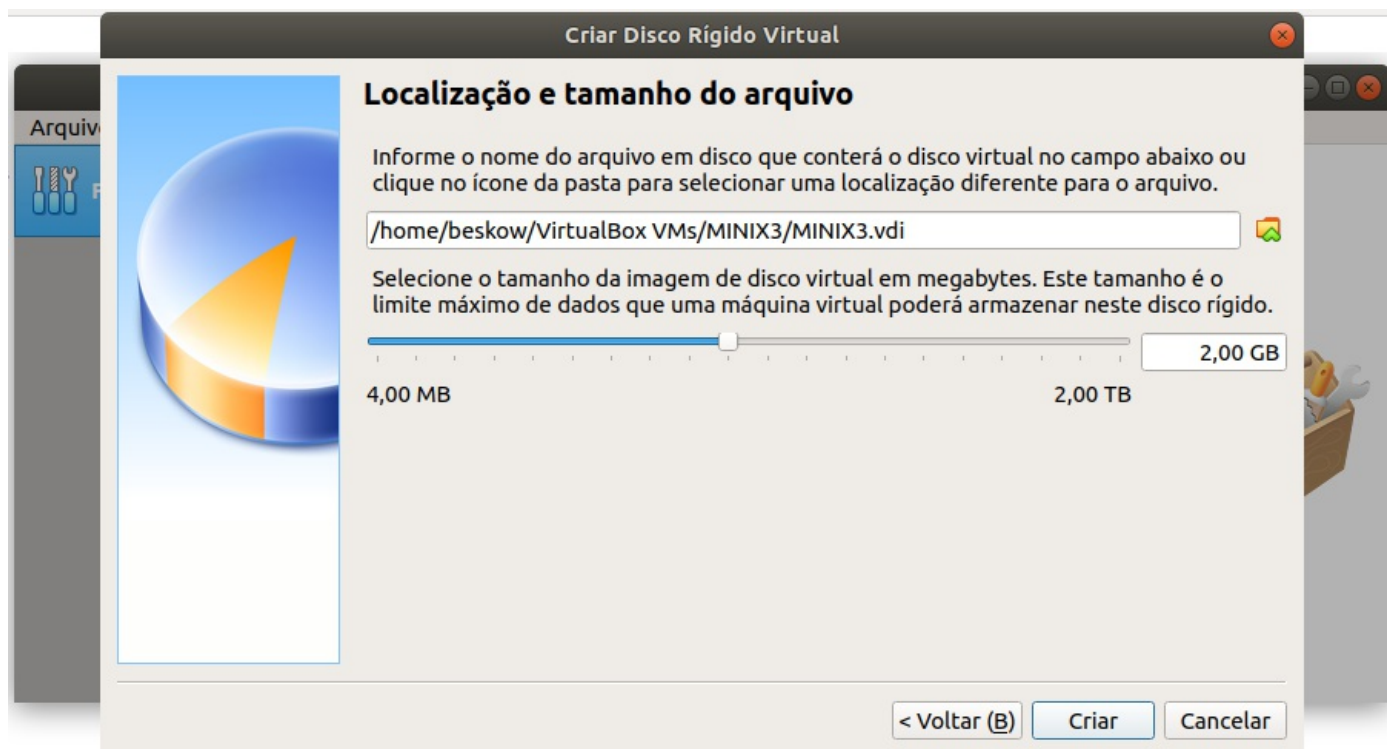 Criar Disco Rígido Virtual
Arquiv
Localização e tamanho do arquivo
Informe o nome do arquivo em disco que conterá o disco virtual no campo abaixo ou
clique no ícone da pasta para selecionar uma localização diferente para o arquivo.
/home/beskow/VirtualBox VMs/MINIX3/MINIX3.vdi
Selecione o tamanho da imagem de disco virtual em megabytes. Este tamanho é o
limite máximo de dados que uma máquina virtual poderá armazenar neste disco rígido.
2,00 GB
4,00 MB 2,00 TB
< Voltar (B) Criar Cancelar